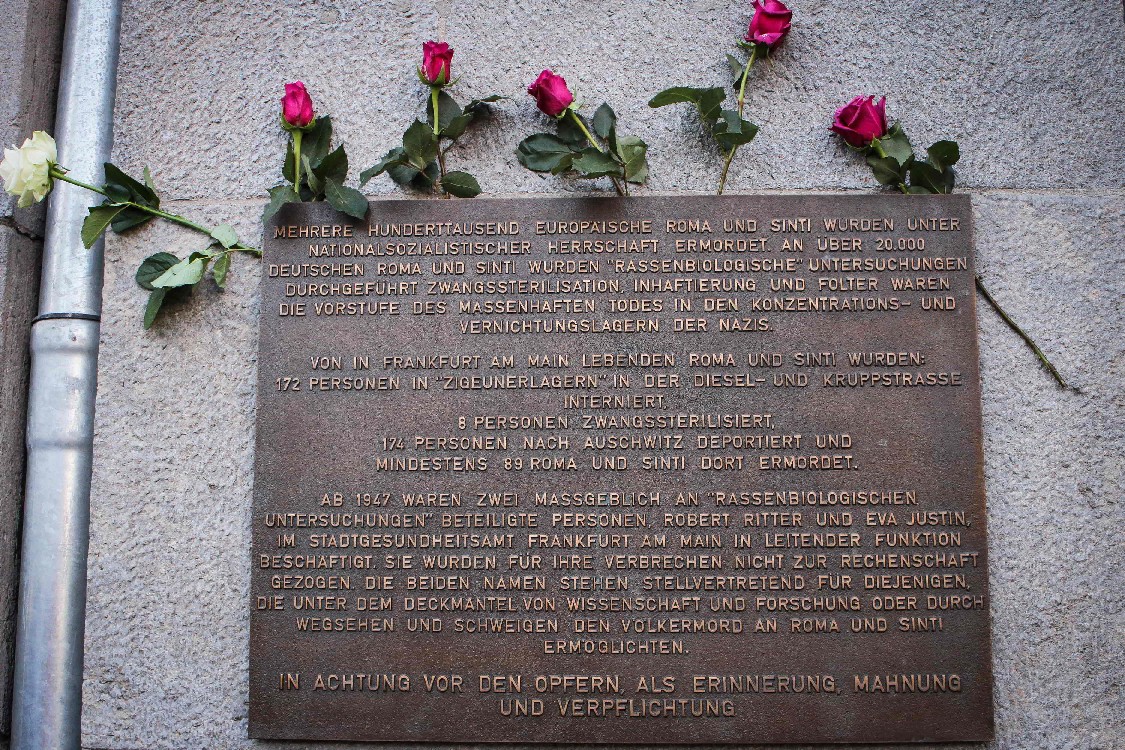 MEHRERE HUNDERTTAUSEND EUROPÄISCHE ROMA UND SINTI WURDEN UNTER
NATIONALSOZIALISTISCHER HERRSCHAFT ERMORDET. AN ÜBER 20.000
DEUTSCHEN ROMA UND SINTI WURDEN "RASSENBIOLOGISCHE" UNTERSUCHUNGEN
DURCHGEFÜHRT. ZWANGSSTERILISATION, INHAFTIERUNG UND FOLTER WAREN
DIE VORSTUFE DES MASSENHAFTEN TODES IN DEN KONZENTRATIONS- UND
VERNICHTUNGSLAGERN DER NAZIS.
VON IN FRANKFURT AM MAIN LEBENDEN ROMA UND SINTI WURDEN:
172 PERSONEN IN "ZIGEUNERLAGERN" IN DER DIESEL- UND KRUPPSTRASSE
INTERNIERT,
8 PERSONEN ZWANGSSTERILISIERT,
174 PERSONEN NACH AUSCHWITZ DEPORTIERT UND
MINDESTENS 89 ROMA UND SINTI DORT ERMORDET.
AB 1947 WAREN ZWEI MASSGEBLICH AN "RASSENBIOLOGISCHEN
UNTERSUCHUNGEN" BETEILIGTE PERSONEN, ROBERT RITTER UND EVA JUSTIN,
IM STADTGESUNDHEITSAMT FRANKFURT AM MAIN IN LEITENDER FUNKTION
BESCHÄFTIGT. SIE WURDEN FÜR IHRE VERBRECHEN NICHT ZUR RECHENSCHAFT
GEZOGEN. DIE BEIDEN NAMEN STEHEN STELLVERTRETEND FÜR DIEJENIGEN,
DIE UNTER DEM DECKMANTEL VON WISSENSCHAFT UND FORSCHUNG ODER DURCH
WEGSEHEN UND SCHWEIGEN DEN VÖLKERMORD AN ROMA UND SINTI
ERMÖGLICHTEN.
IN ACHTUNG VOR DEN OPFERN, ALS ERINNERUNG, MAHNUNG
UND VERPFLICHTUNG